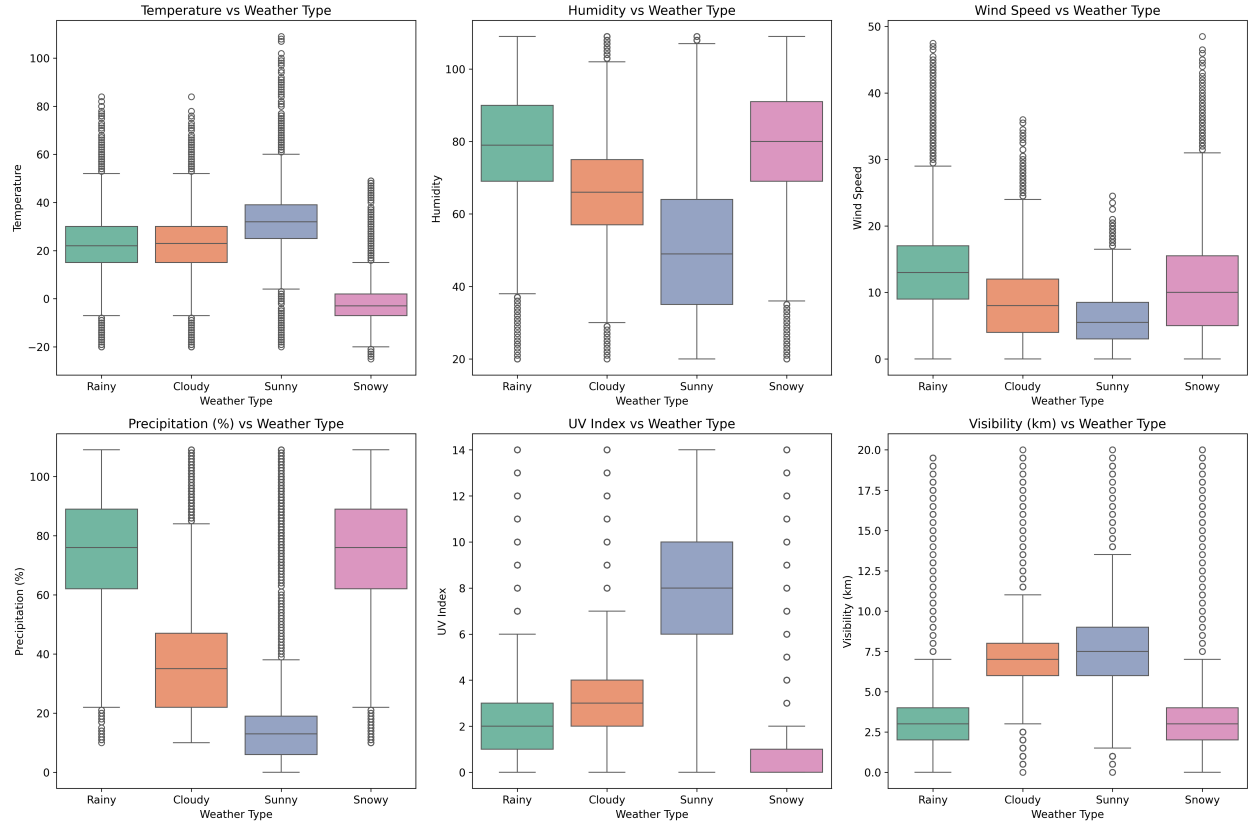 Temperature vs Weather Type
Temperature
100
80
60
40
20
0
−20
Rainy Cloudy Sunny Snowy
Weather Type
Humidity vs Weather Type
Humidity
100
80
60
40
20
Rainy Cloudy Sunny Snowy
Weather Type
Wind Speed vs Weather Type
Wind Speed
50
40
30
20
10
0
Rainy Cloudy Sunny Snowy
Weather Type
Precipitation (%) vs Weather Type
Precipitation (%)
100
80
60
40
20
0
Rainy Cloudy Sunny Snowy
Weather Type
UV Index vs Weather Type
UV Index
14
12
10
8
6
4
2
0
Rainy Cloudy Sunny Snowy
Weather Type
Visibility (km) vs Weather Type
Visibility (km)
20.0
17.5
15.0
12.5
10.0
7.5
5.0
2.5
0.0
Rainy Cloudy Sunny Snowy
Weather Type